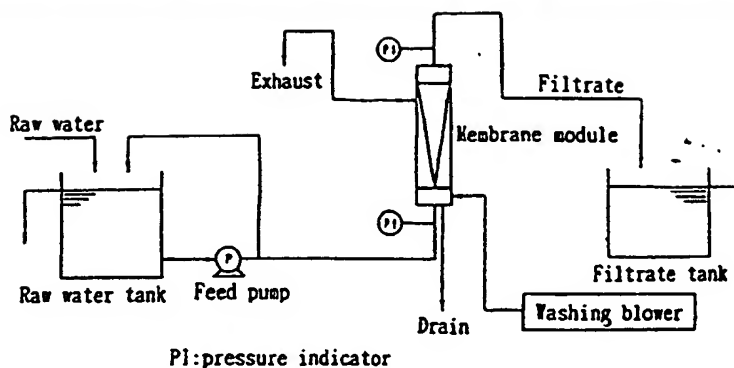 PI
Exhaust
Filtrate
Raw water
Membrane module
PI
P
Raw water tank
Feed pump
Filtrate tank
Drain
Washing blower
PI:pressure indicator